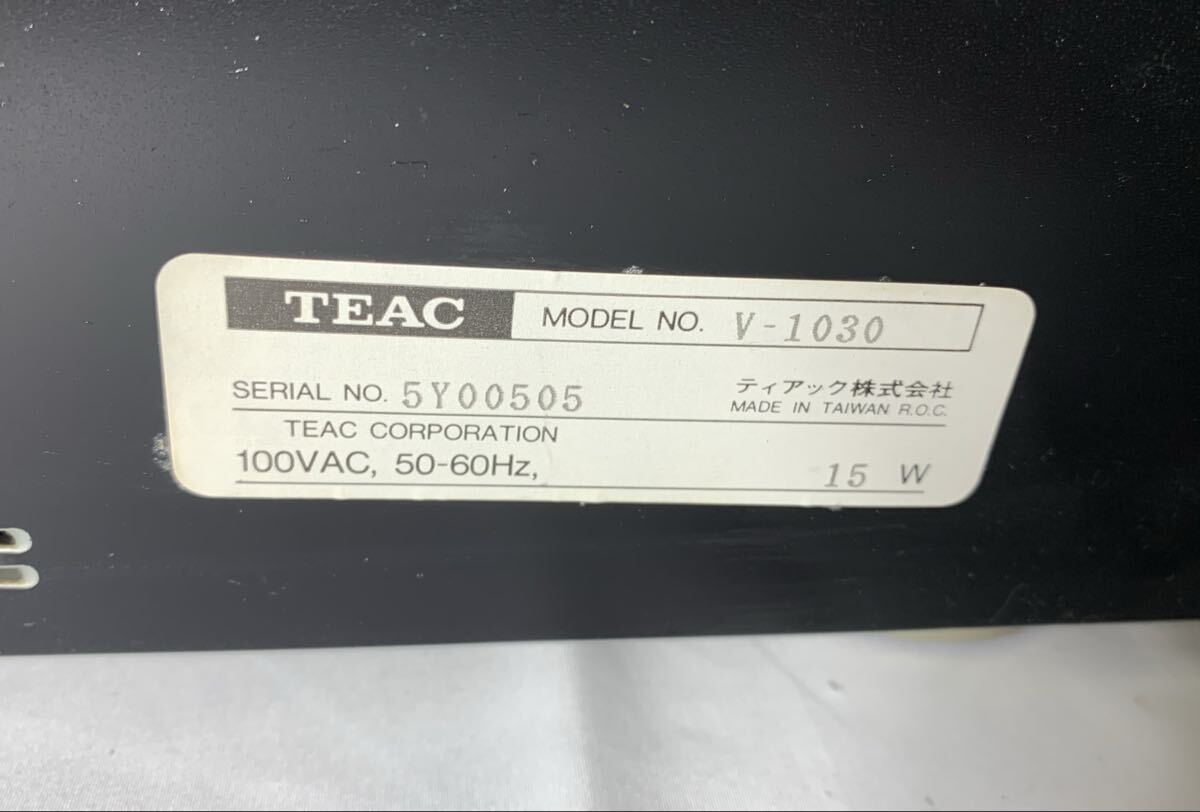 TEAC MODEL NO. V-1030
SERIAL NO. 5Y00505
ティアック株式会社
MADE IN TAIWAN R.O.C.
TEAC CORPORATION
100VAC, 50-60Hz, 15 W